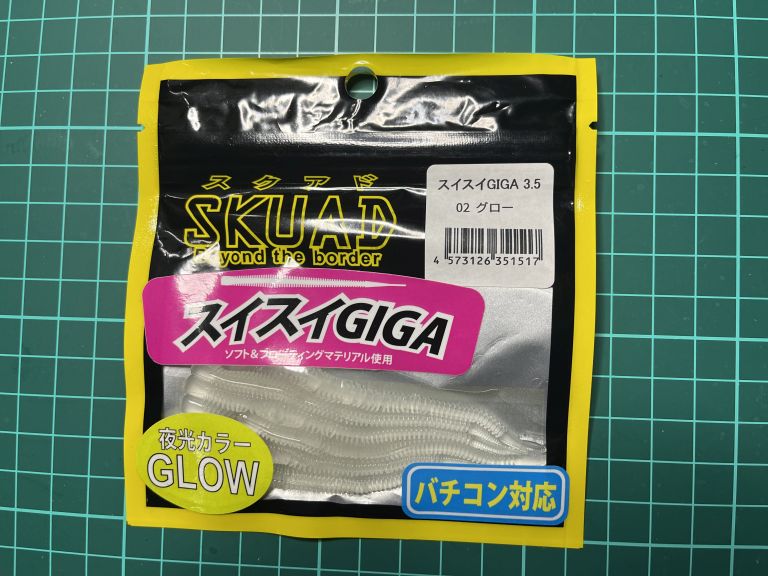 スクアド
SKUAD
Beyond the border
スイスイGIGA 3.5
02 グロー
4 573126 351517
スイスイGIGA
ソフト&フローティングマテリアル使用
夜光カラー
GLOW
バチコン対応